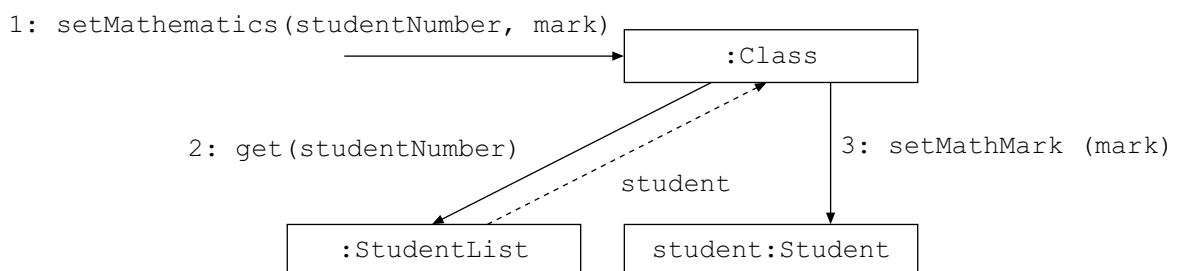 1: setMathematics(studentNumber, mark)
:Class
2: get(studentNumber)
3: setMathMark (mark)
student
:StudentList
student:Student